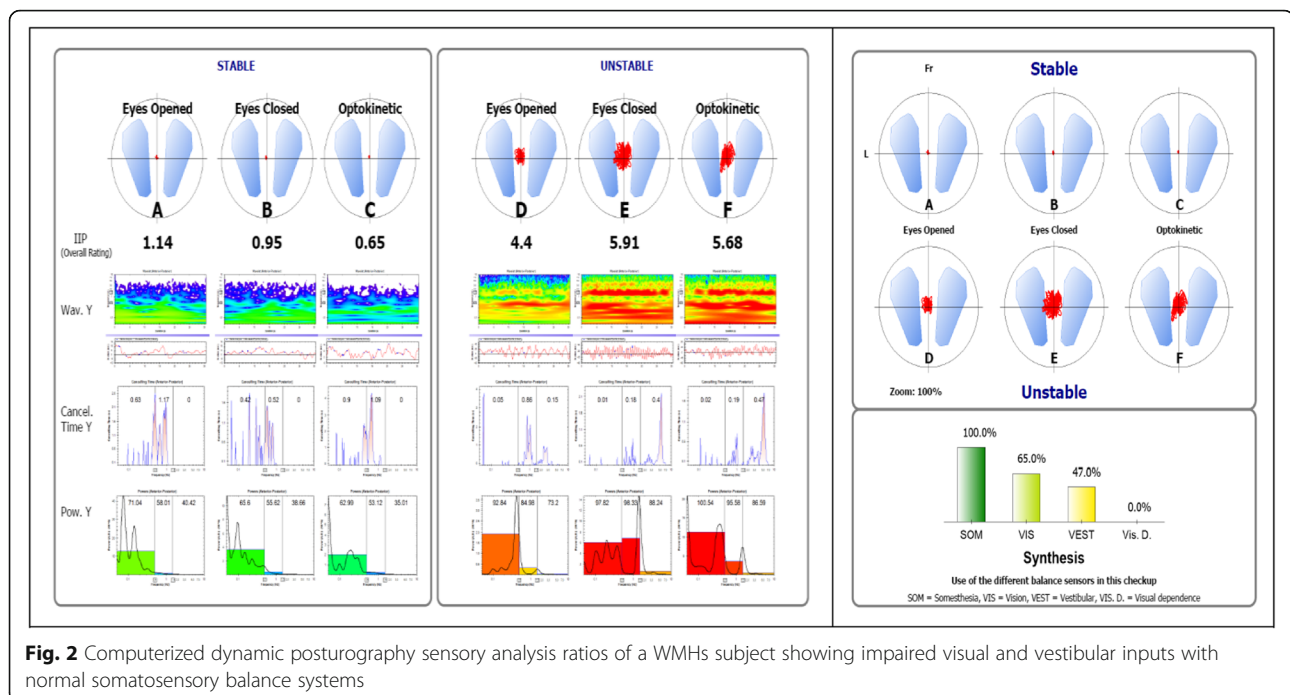 STABLE
Eyes Opened Eyes Closed Optokinetic
A B C
IIP
(Overall Rating)
1.14 0.95 0.65
Wav. Y
Cancel.
Time Y
0.63 1.17 0
0.42 0.52 0
0.9 1.09 0
Pow. Y
71.04 58.01 40.42
65.6 55.62 38.66
62.99 53.12 35.01
UNSTABLE
Eyes Opened Eyes Closed Optokinetic
D E F
4.4 5.91 5.68
0.05 0.88 0.13
0.01 0.18 0.4
0.02 0.19 0.47
92.84 84.98 73.2
97.82 98.33 88.24
100.54 95.58 86.59
Fr
Stable
L
A B C
Eyes Opened Eyes Closed Optokinetic
D E F
Zoom: 100%
Unstable
100.0%
65.0%
47.0%
0.0%
SOM VIS VEST Vis. D.
Synthesis
Use of the different balance sensors in this checkup
SOM = Somesthesia, VIS = Vision, VEST = Vestibular, VIS. D. = Visual dependence
Fig. 2 Computerized dynamic posturography sensory analysis ratios of a WMHs subject showing impaired visual and vestibular inputs with
normal somatosensory balance systems